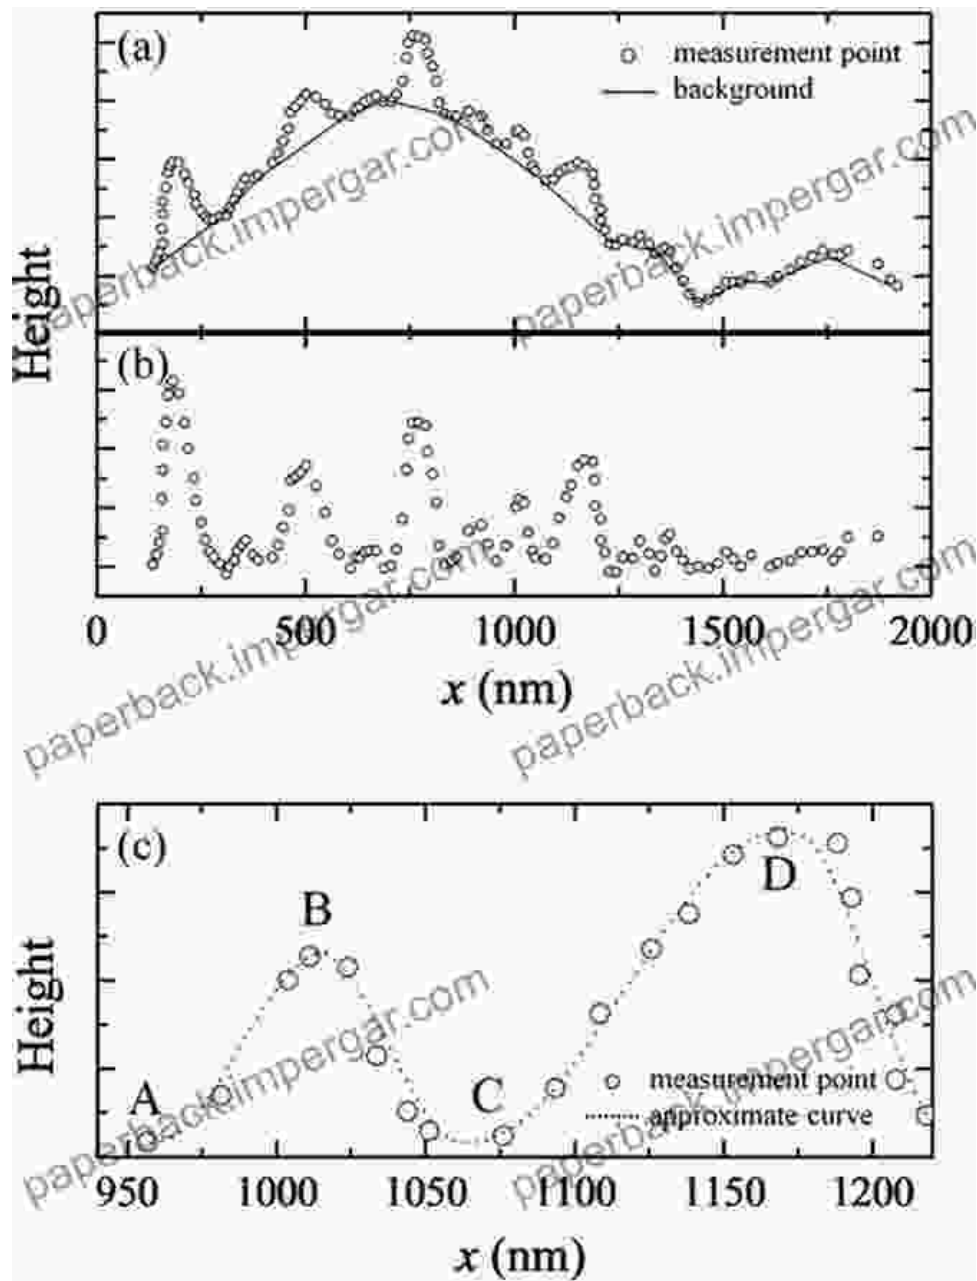 (a)
measurement point
background
Height
(b)
0 500 1000 1500 2000
x (nm)
(c)
B
D
A
C
Height
measurement point
approximate curve
950 1000 1050 1100 1150 1200
x (nm)
paperback.impergar.com
paperback.impergar.com
paperback.impergar.com
paperback.impergar.com
paperback.impergar.com
paperback.impergar.com